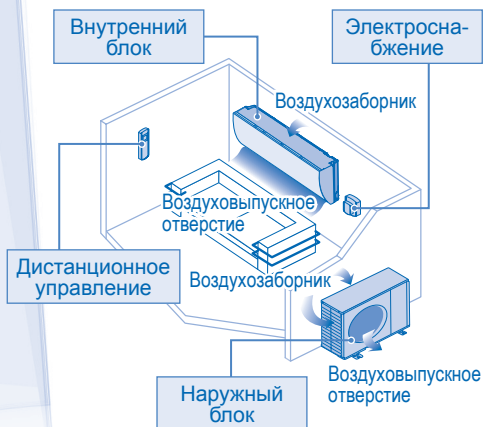 Внутренний
блок
Электросна-
бжение
Воздухозаборник
Воздуховыпускное
отверстие
Дистанционное
управление
Воздухозаборник
Воздуховыпускное
отверстие
Наружный
блок